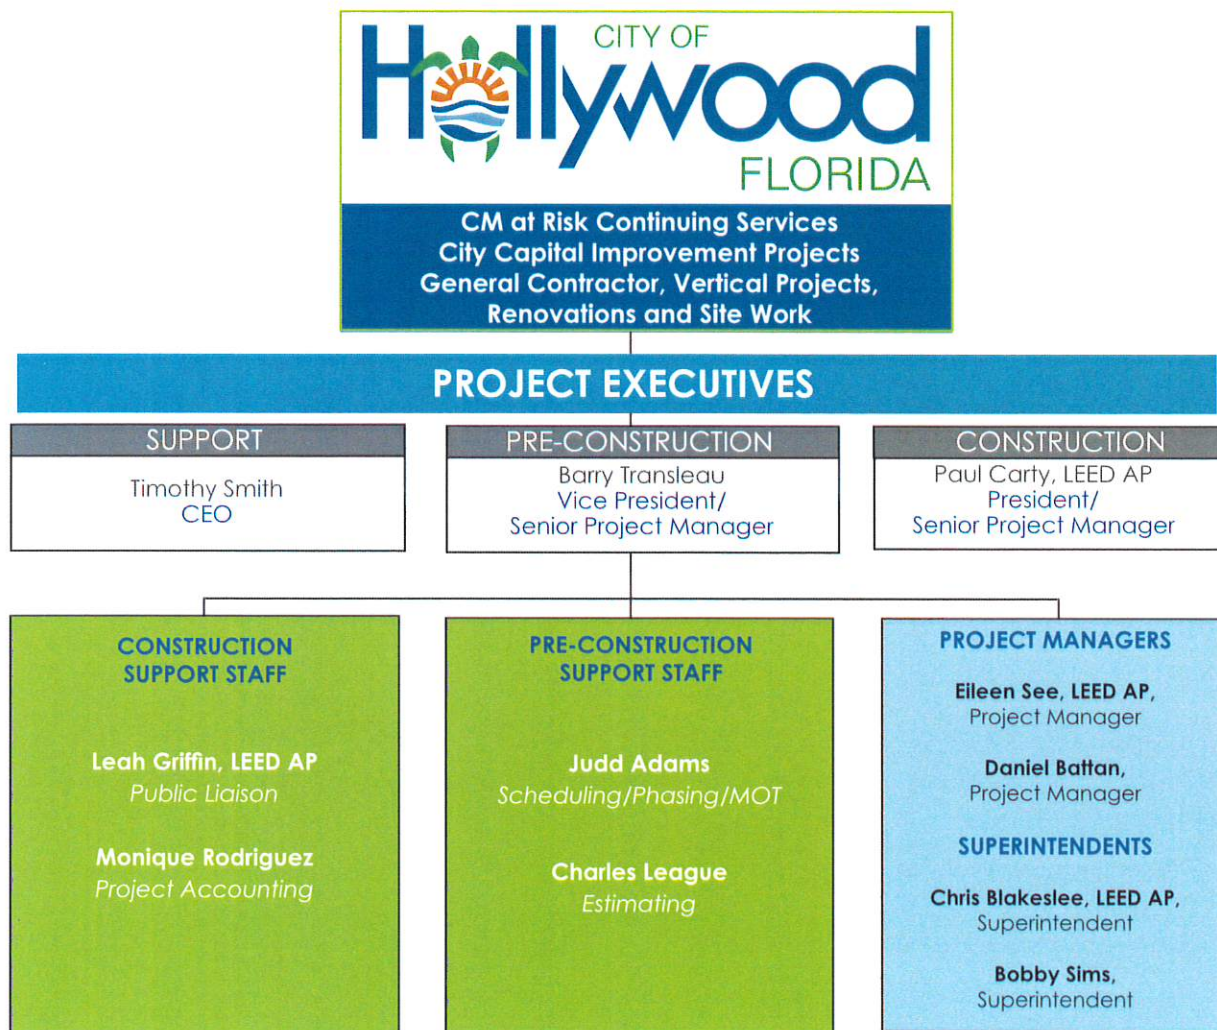 CITY OF
Hollywood
FLORIDA
CM at Risk Continuing Services
City Capital Improvement Projects
General Contractor, Vertical Projects,
Renovations and Site Work
PROJECT EXECUTIVES
SUPPORT
Timothy Smith
CEO
PRE-CONSTRUCTION
Barry Transleau
Vice President/
Senior Project Manager
CONSTRUCTION
Paul Carty, LEED AP
President/
Senior Project Manager
CONSTRUCTION
SUPPORT STAFF
Leah Griffin, LEED AP
Public Liaison
Monique Rodriguez
Project Accounting
PRE-CONSTRUCTION
SUPPORT STAFF
Judd Adams
Scheduling/Phasing/MOT
Charles League
Estimating
PROJECT MANAGERS
Eileen See, LEED AP,
Project Manager
Daniel Battan,
Project Manager
SUPERINTENDENTS
Chris Blakeslee, LEED AP,
Superintendent
Bobby Sims,
Superintendent